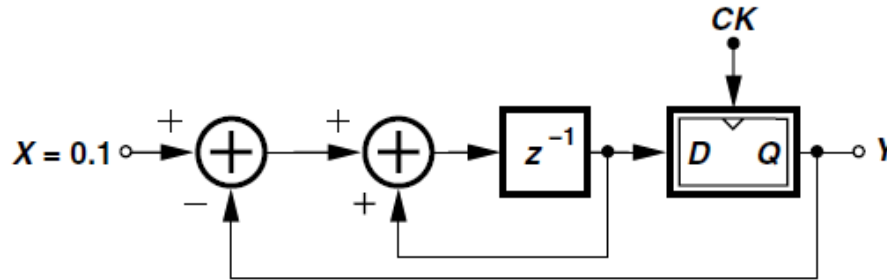 CK
+ + 
X = 0.1 + + z⁻¹ D Q Y
− +